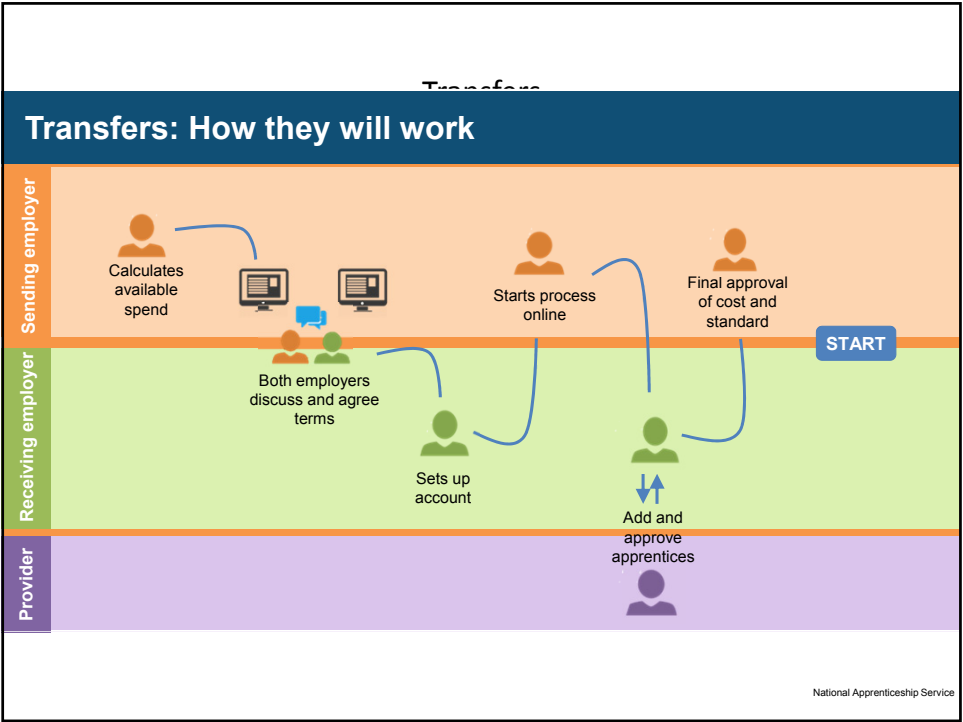 Transfers
Transfers: How they will work
Sending employer
Calculates
available
spend
Starts process
online
Final approval
of cost and
standard
START
Receiving employer
Both employers
discuss and agree
terms
Sets up
account
Add and
approve
apprentices
Provider
National Apprenticeship Service